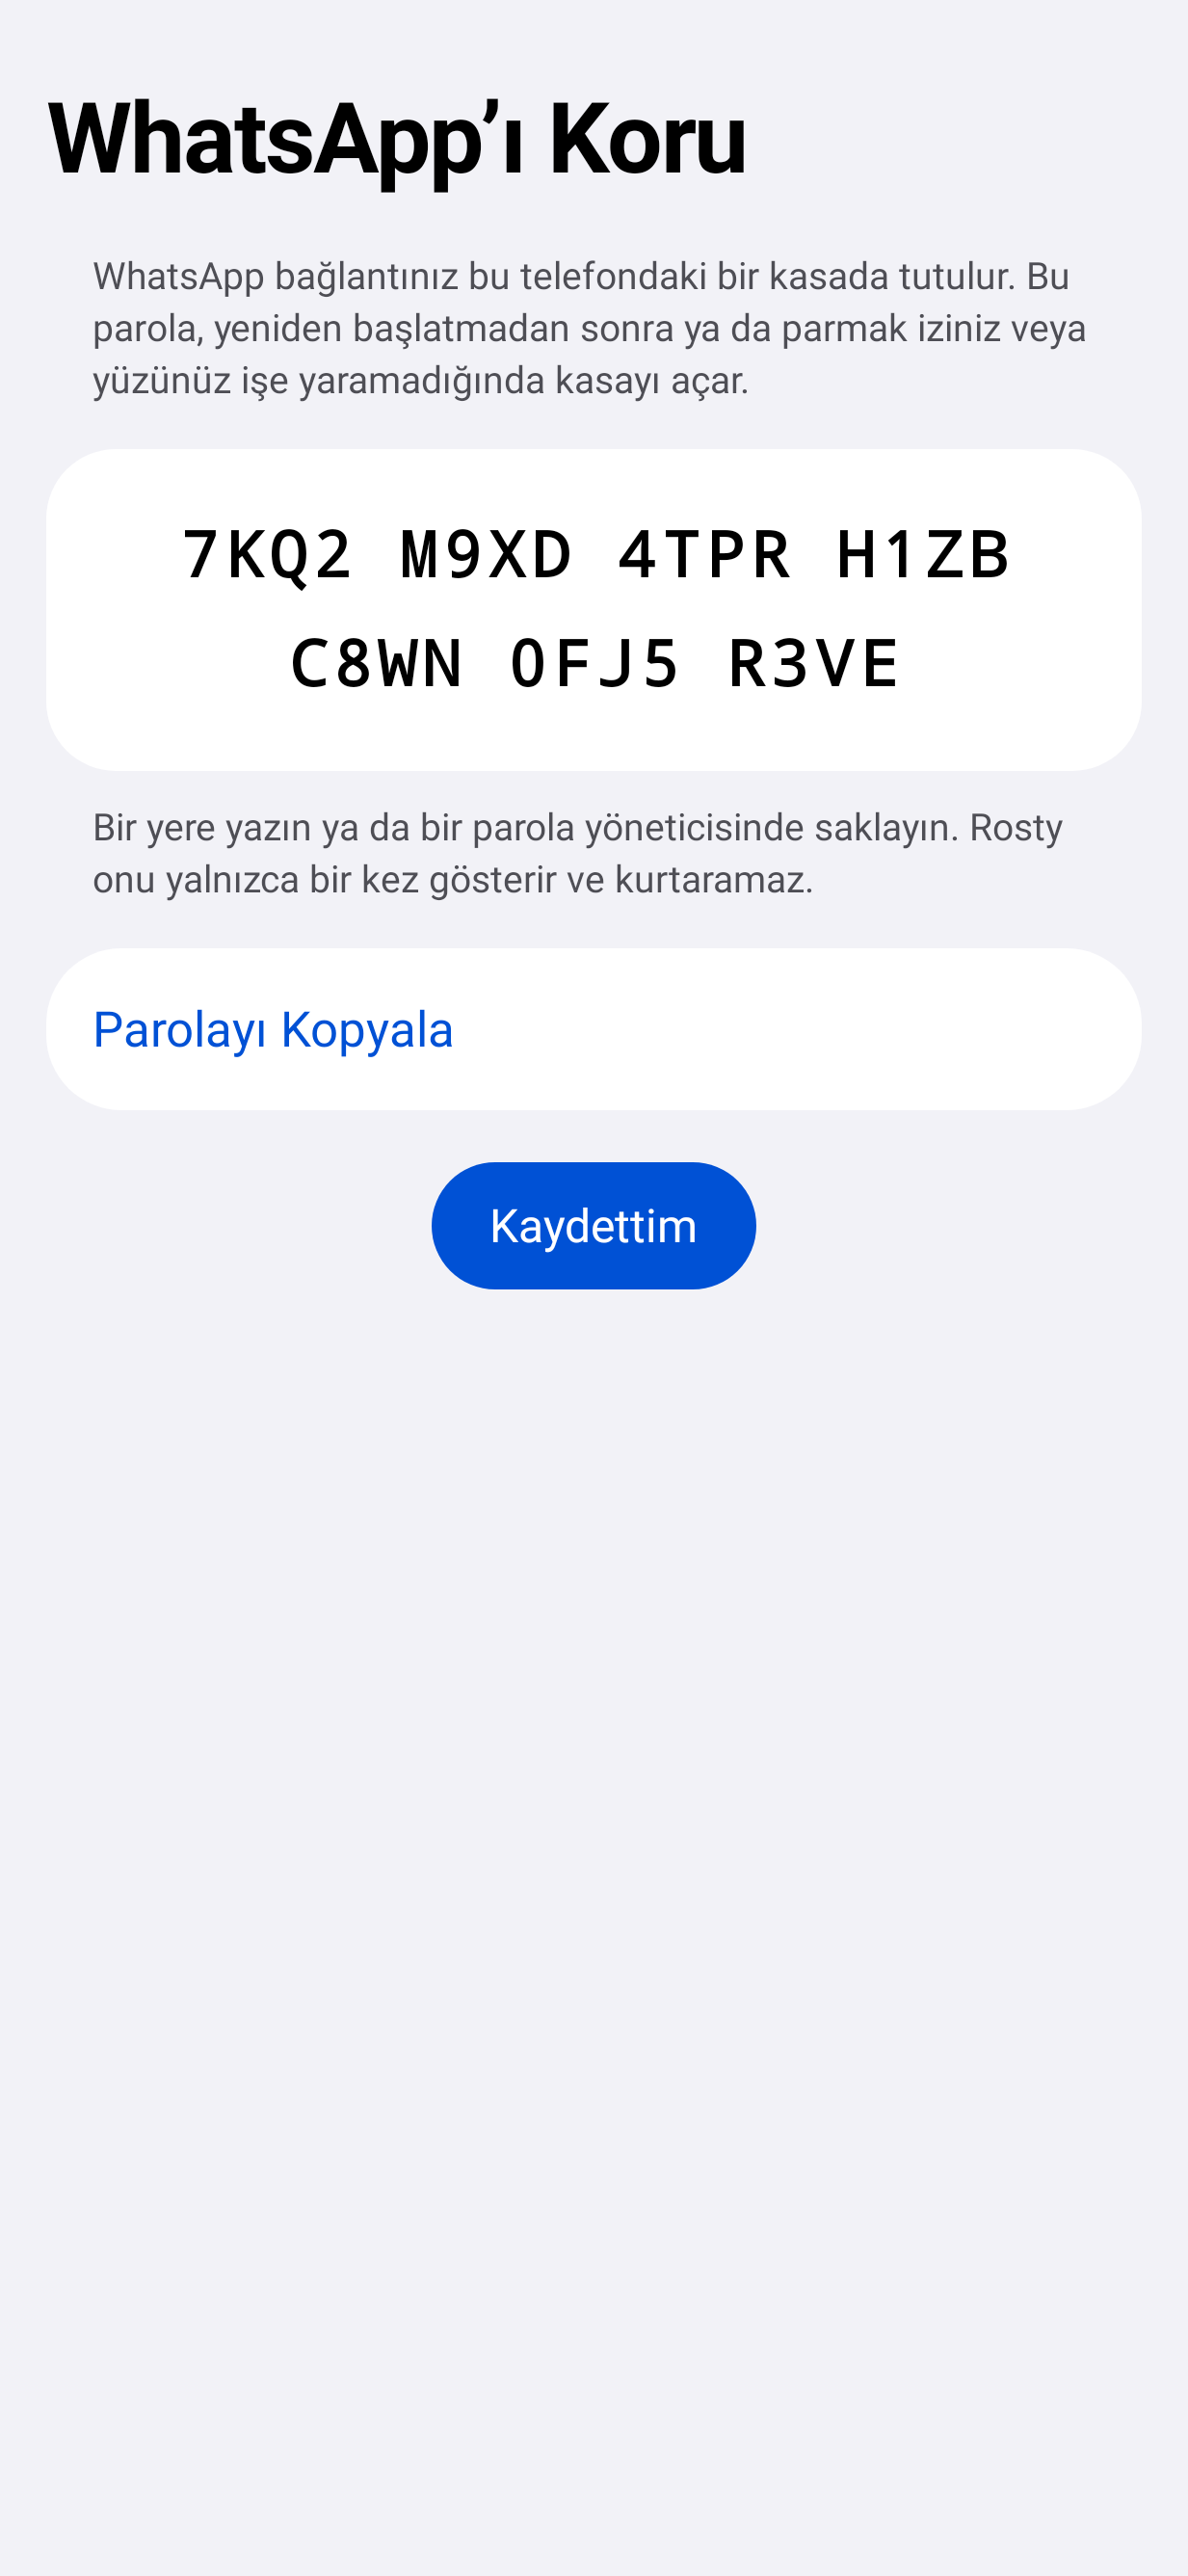 WhatsApp’ı Koru
WhatsApp bağlantınız bu telefondaki bir kasada tutulur. Bu
parola, yeniden başlatmadan sonra ya da parmak iziniz veya
yüzünüz işe yaramadığında kasayı açar.
7KQ2 M9XD 4TPR H1ZB
C8WN 0FJ5 R3VE
Bir yere yazın ya da bir parola yöneticisinde saklayın. Rosty
onu yalnızca bir kez gösterir ve kurtaramaz.
Parolayı Kopyala
Kaydettim